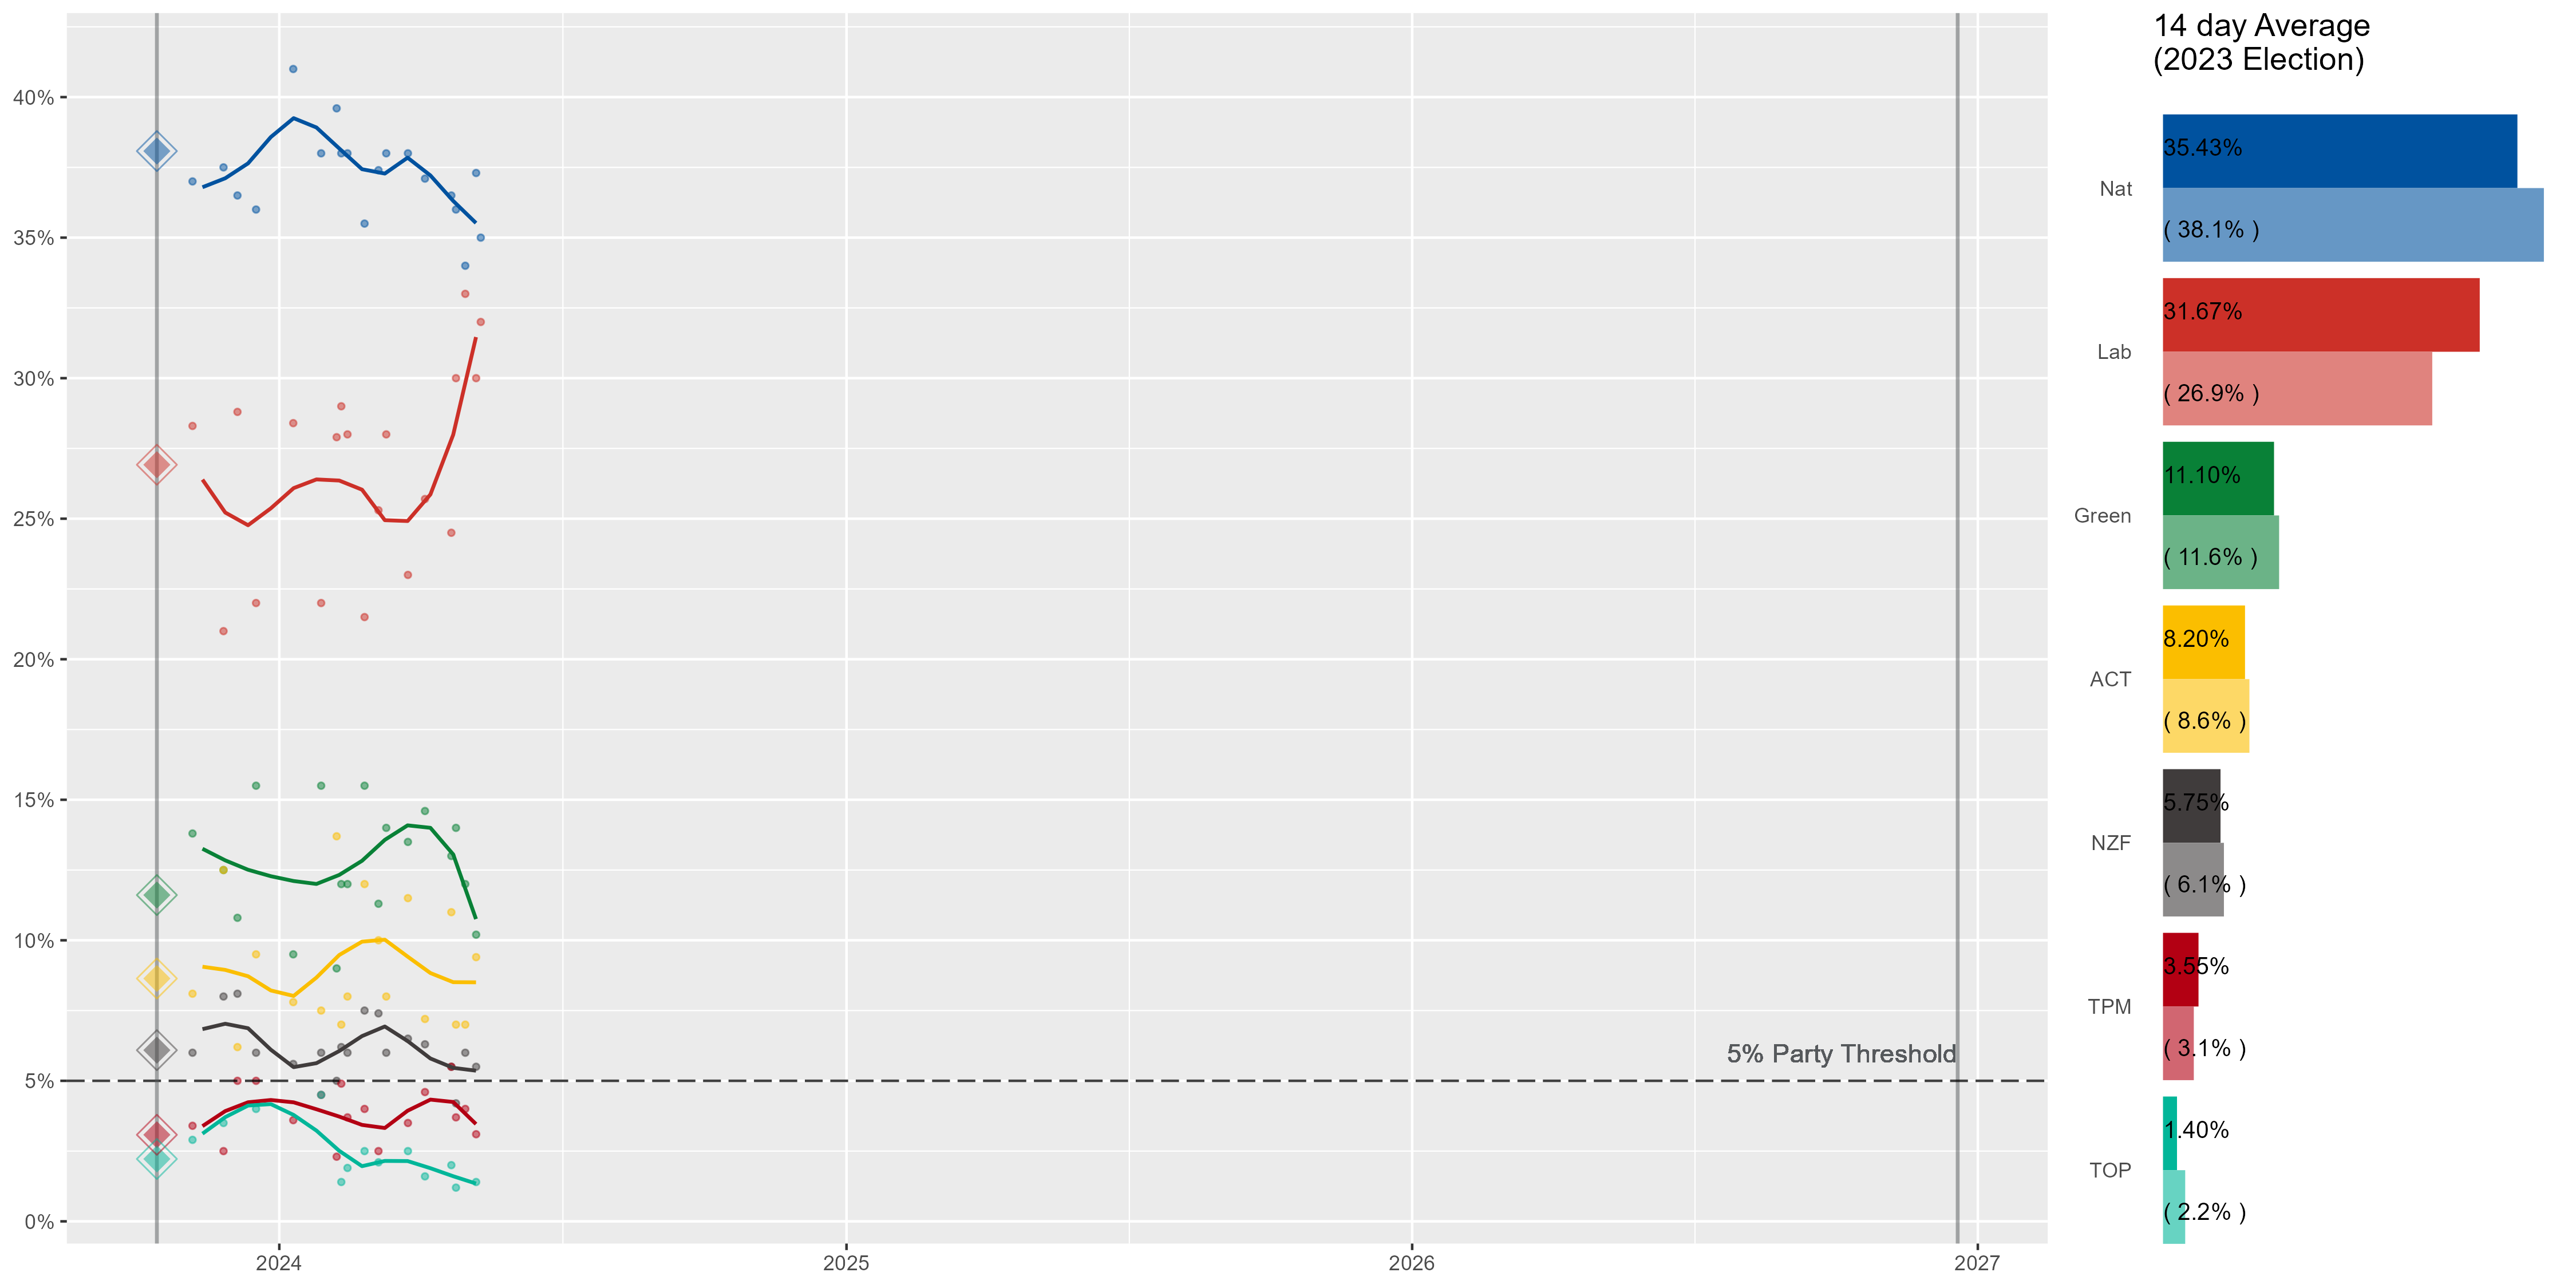 40%
35%
30%
25%
20%
15%
10%
5%
0%
5% Party Threshold
2024
2025
2026
2027
14 day Average
(2023 Election)
Nat
35.43%
( 38.1% )
Lab
31.67%
( 26.9% )
Green
11.10%
( 11.6% )
ACT
8.20%
( 8.6% )
NZF
5.75%
( 6.1% )
TPM
3.55%
( 3.1% )
TOP
1.40%
( 2.2% )